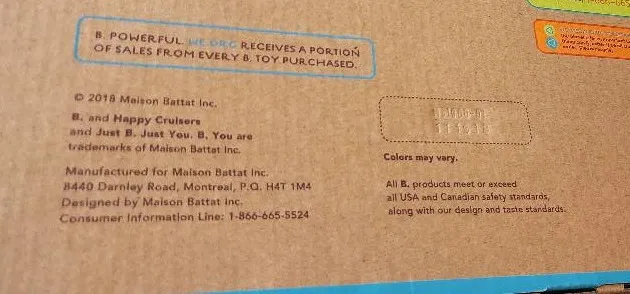 B. POWERFUL. WE.ORG RECEIVES A PORTION
OF SALES FROM EVERY B. TOY PURCHASED.
© 2018 Maison Battat Inc.
B. and Happy Cruisers
and Just B. Just You. B. You are
trademarks of Maison Battat Inc.
Manufactured for Maison Battat Inc.
8440 Darnley Road, Montreal, P.Q. H4T 1M4
Designed by Maison Battat Inc.
Consumer Information Line: 1-866-665-5524
Colors may vary.
All B. products meet or exceed
all USA and Canadian safety standards,
along with our design and taste standards.